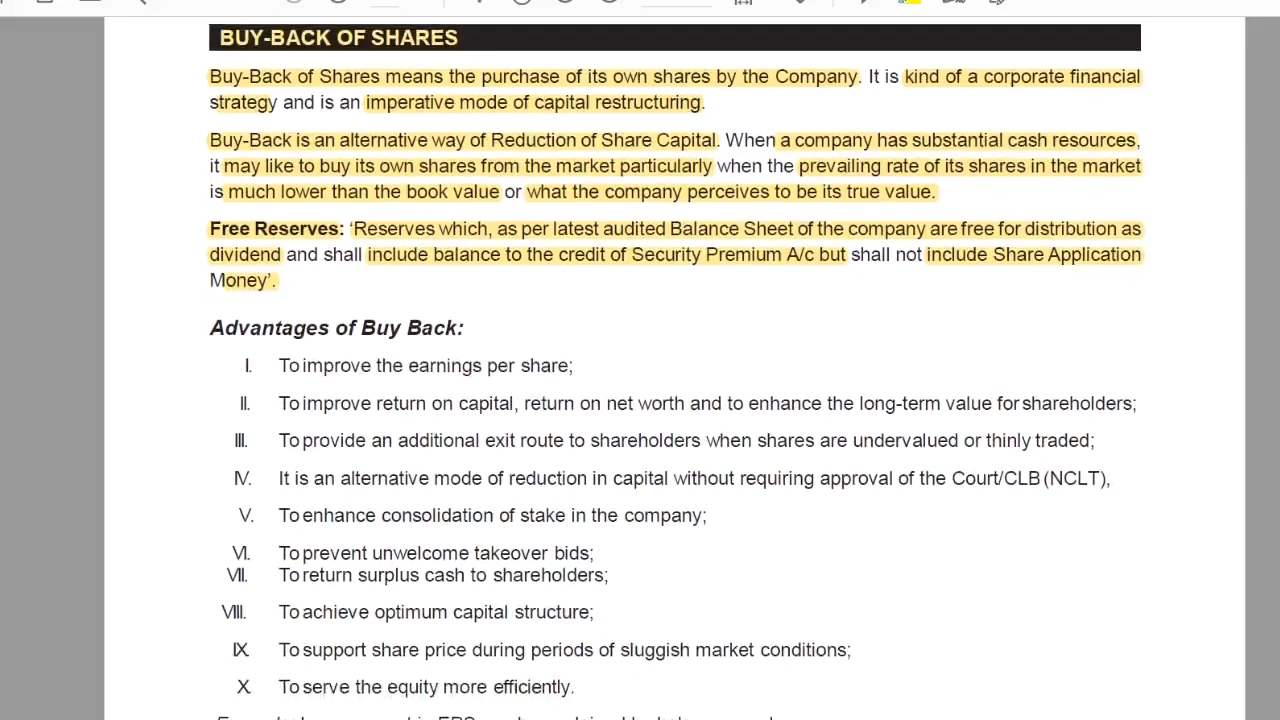 BUY-BACK OF SHARES
Buy-Back of Shares means the purchase of its own shares by the Company. It is kind of a corporate financial
strategy and is an imperative mode of capital restructuring.
Buy-Back is an alternative way of Reduction of Share Capital. When a company has substantial cash resources,
it may like to buy its own shares from the market particularly when the prevailing rate of its shares in the market
is much lower than the book value or what the company perceives to be its true value.
Free Reserves: ‘Reserves which, as per latest audited Balance Sheet of the company are free for distribution as
dividend and shall include balance to the credit of Security Premium A/c but shall not include Share Application
Money’.
Advantages of Buy Back:
I. To improve the earnings per share;
II. To improve return on capital, return on net worth and to enhance the long-term value for shareholders;
III. To provide an additional exit route to shareholders when shares are undervalued or thinly traded;
IV. It is an alternative mode of reduction in capital without requiring approval of the Court/CLB (NCLT),
V. To enhance consolidation of stake in the company;
VI. To prevent unwelcome takeover bids;
VII. To return surplus cash to shareholders;
VIII. To achieve optimum capital structure;
IX. To support share price during periods of sluggish market conditions;
X. To serve the equity more efficiently.